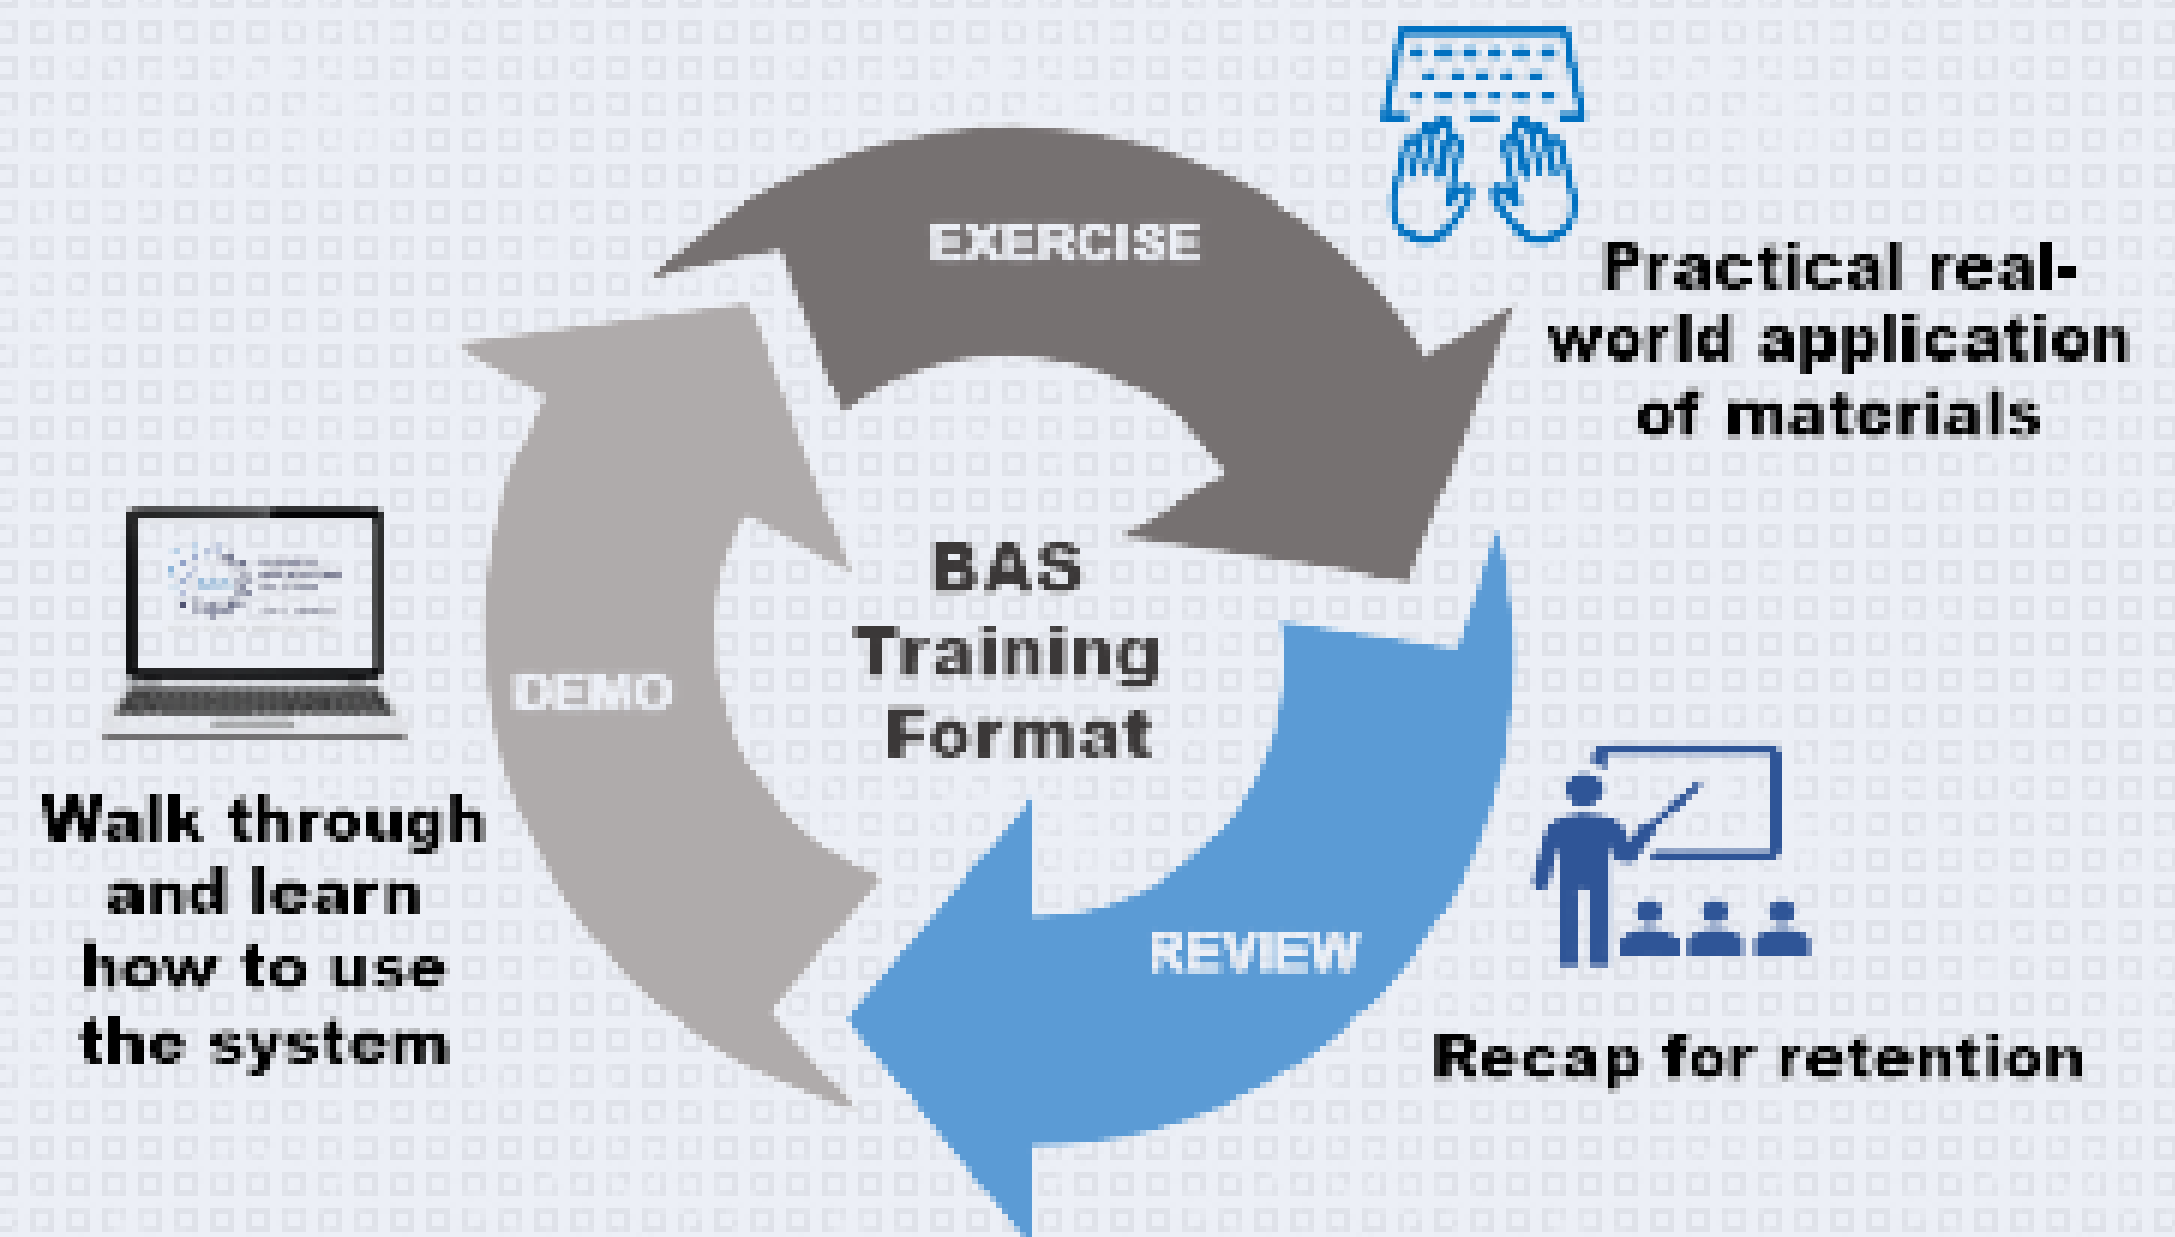 EXERCISE
Practical real-
world application
of materials
BAS
Training
Format
DEMO
Walk through
and learn
how to use
the system
REVIEW
Recap for retention